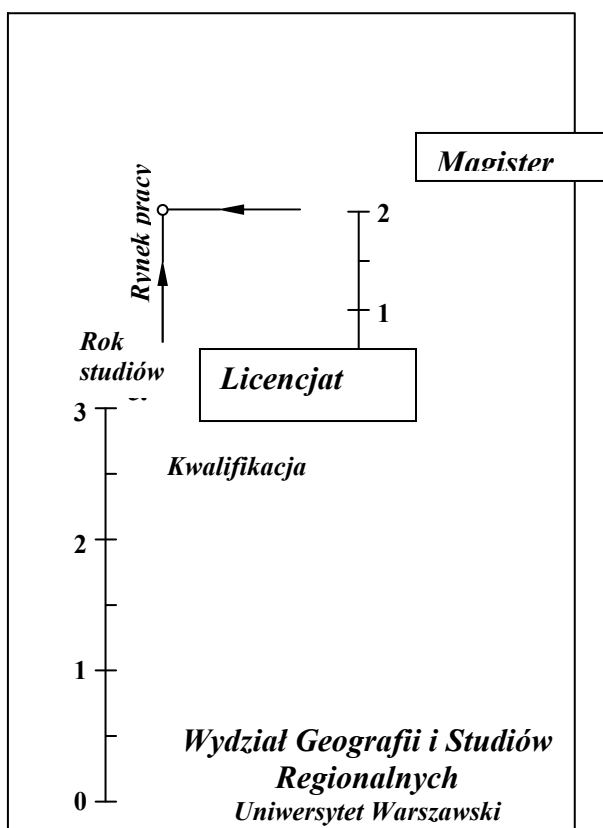 Magister
Rynek pracy
2
1
Rok
studiów
Licencjat
3
Kwalifikacja
2
1
Wydział Geografii i Studiów
Regionalnych
0
Uniwersytet Warszawski